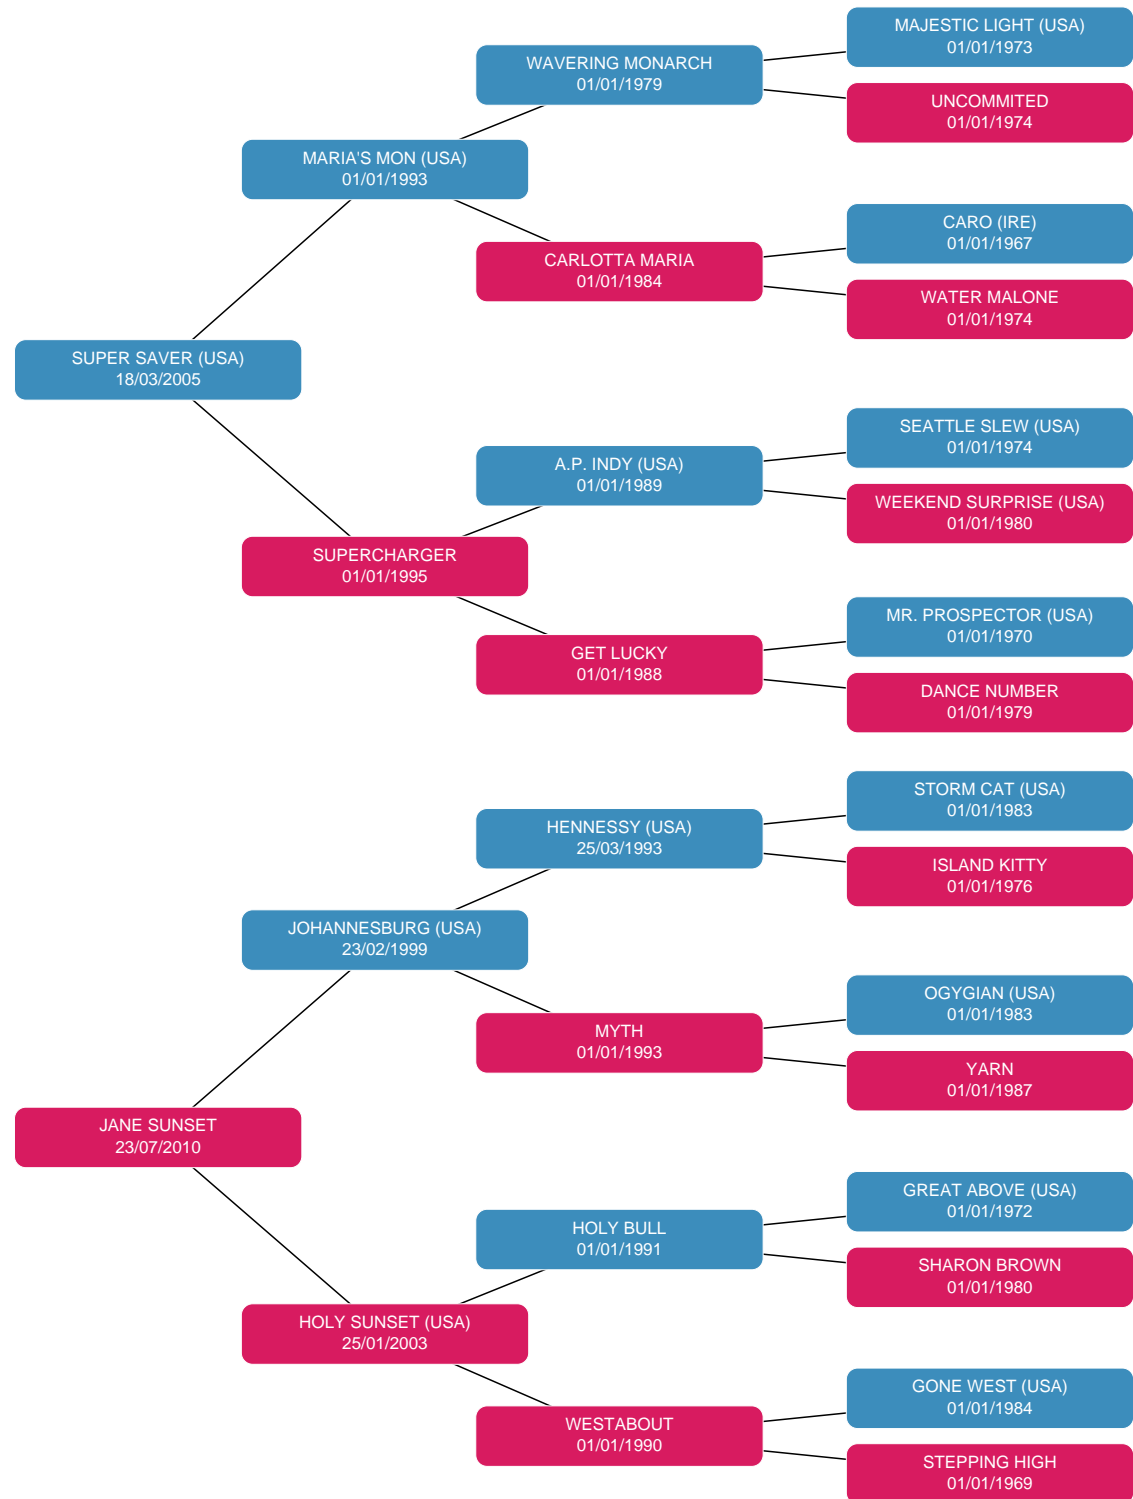 MAJESTIC LIGHT (USA)
01/01/1973
WAVERING MONARCH
01/01/1979
UNCOMMITED
01/01/1974
MARIA'S MON (USA)
01/01/1993
CARO (IRE)
01/01/1967
CARLOTTA MARIA
01/01/1984
WATER MALONE
01/01/1974
SUPER SAVER (USA)
18/03/2005
SEATTLE SLEW (USA)
01/01/1974
A.P. INDY (USA)
01/01/1989
WEEKEND SURPRISE (USA)
01/01/1980
SUPERCHARGER
01/01/1995
MR. PROSPECTOR (USA)
01/01/1970
GET LUCKY
01/01/1988
DANCE NUMBER
01/01/1979
STORM CAT (USA)
01/01/1983
HENNESSY (USA)
25/03/1993
ISLAND KITTY
01/01/1976
JOHANNESBURG (USA)
23/02/1999
OGYGIAN (USA)
01/01/1983
MYTH
01/01/1993
YARN
01/01/1987
JANE SUNSET
23/07/2010
GREAT ABOVE (USA)
01/01/1972
HOLY BULL
01/01/1991
SHARON BROWN
01/01/1980
HOLY SUNSET (USA)
25/01/2003
GONE WEST (USA)
01/01/1984
WESTABOUT
01/01/1990
STEPPING HIGH
01/01/1969